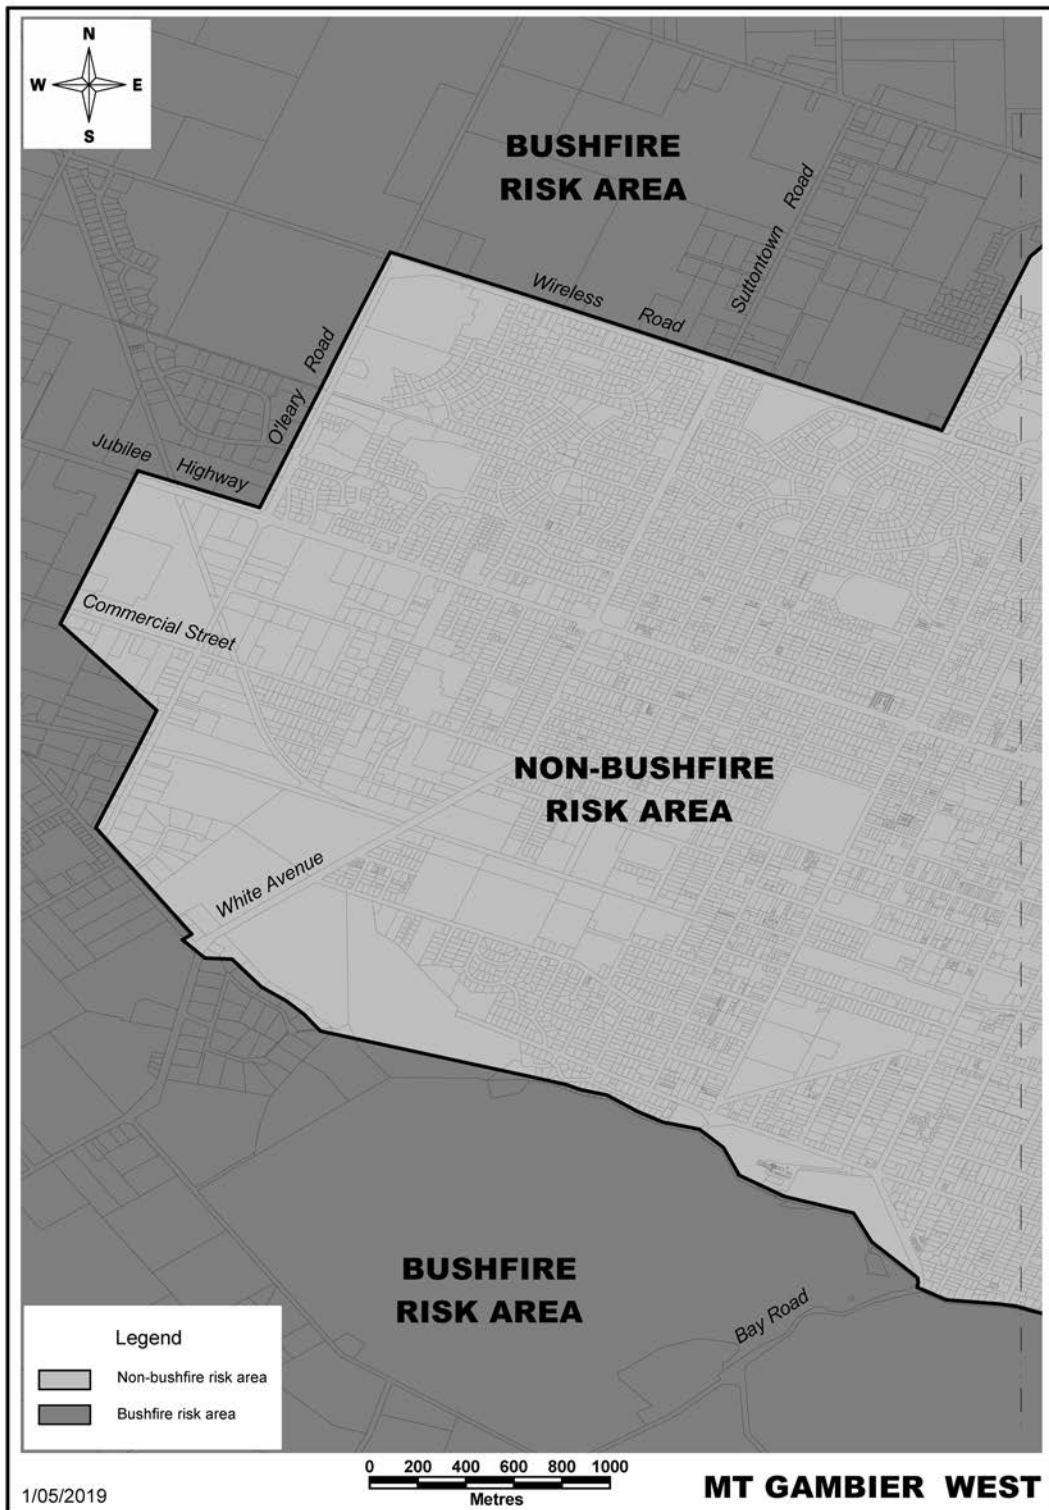 N
W E
S
BUSHFIRE
RISK AREA
Suttontown Road
Wireless Road
O'leary Road
Jubilee Highway
Commercial Street
NON-BUSHFIRE
RISK AREA
White Avenue
BUSHFIRE
RISK AREA
Bay Road
Legend
Non-bushfire risk area
Bushfire risk area
0 200 400 600 800 1000
Metres
1/05/2019
MT GAMBIER WEST